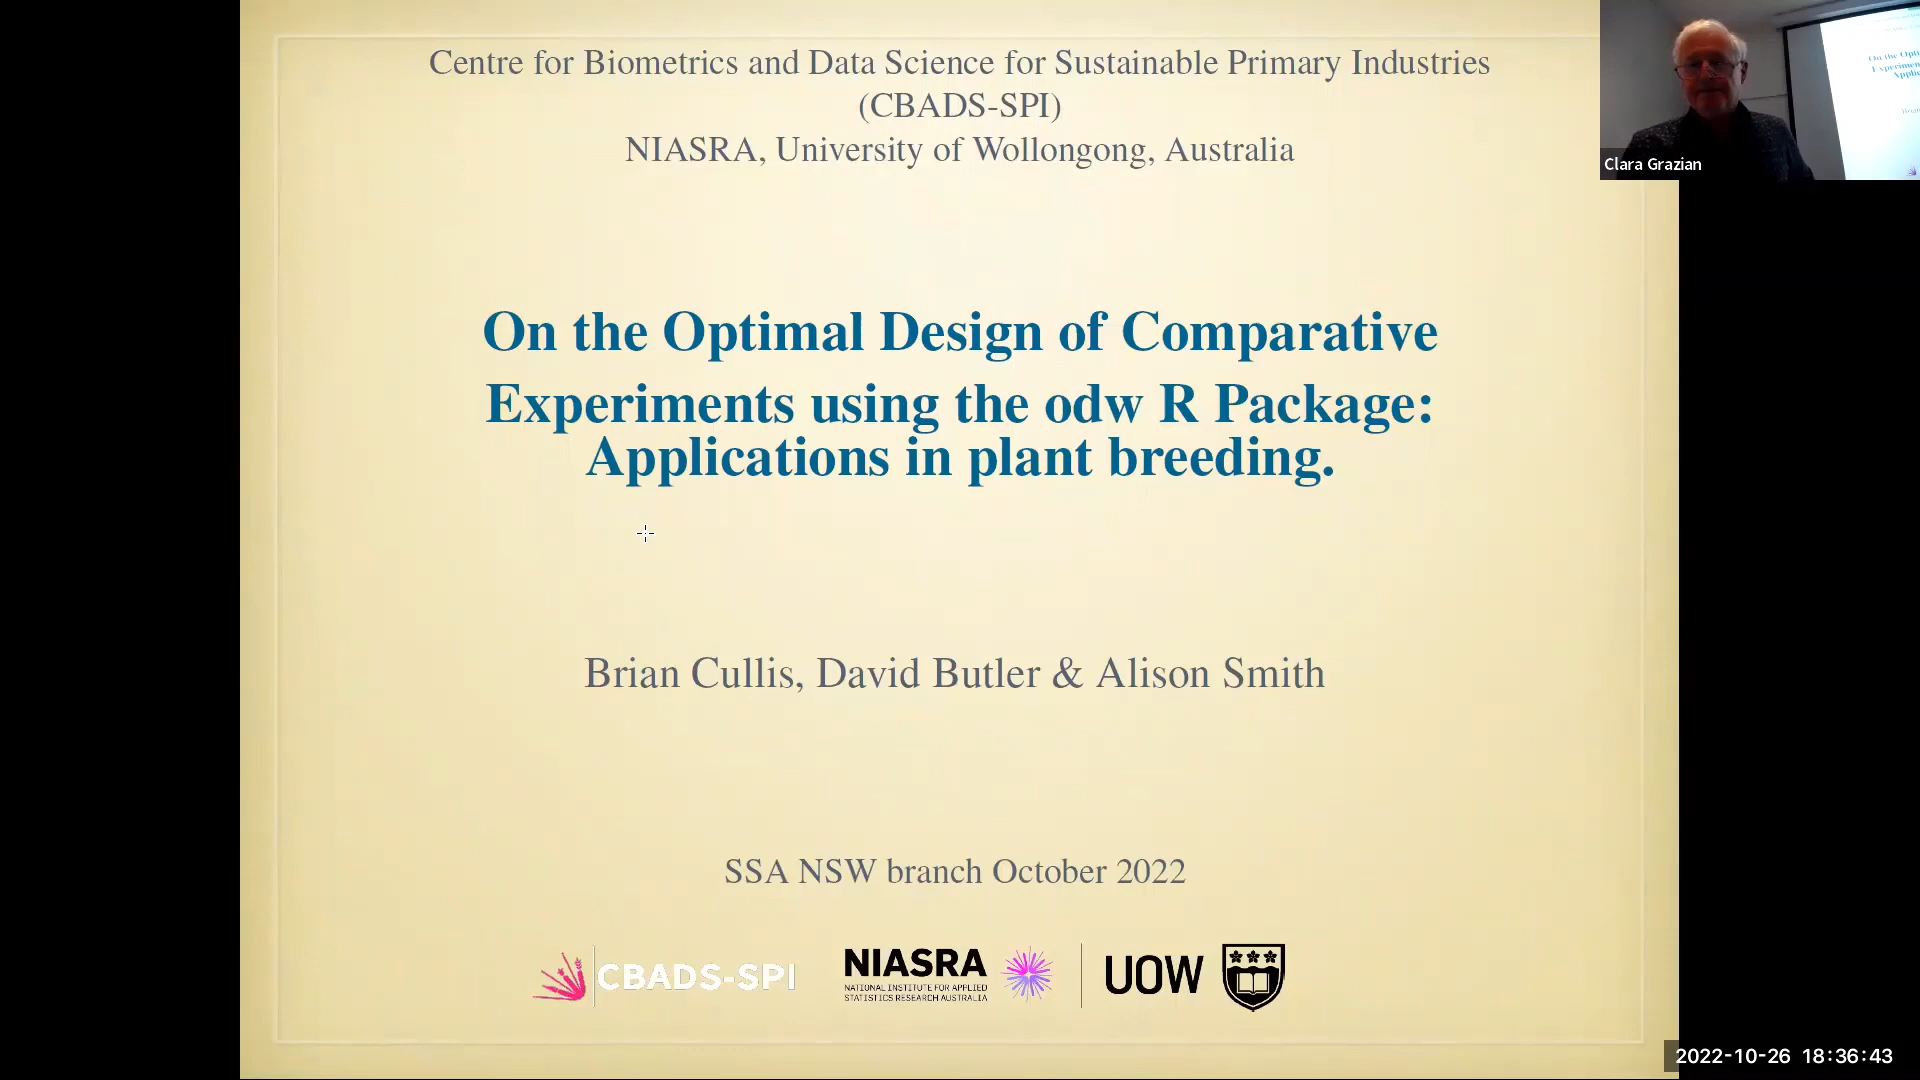 Centre for Biometrics and Data Science for Sustainable Primary Industries
(CBADS-SPI)
NIASRA, University of Wollongong, Australia
On the Optimal Design of Comparative
Experiments using the odw R Package:
Applications in plant breeding.
Brian Cullis, David Butler & Alison Smith
SSA NSW branch October 2022
CBADS-SPI
NIASRA
NATIONAL INSTITUTE FOR APPLIED
STATISTICS RESEARCH AUSTRALIA
UOW
On the Opti
Clara Grazian
2022-10-26 18:36:43